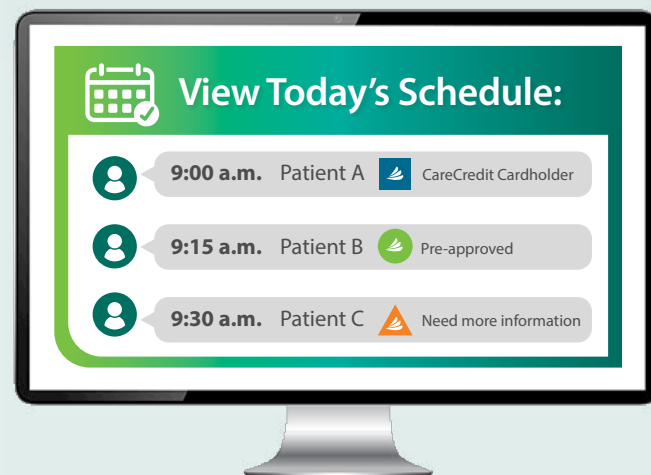 View Today's Schedule:
9:00 a.m. Patient A CareCredit Cardholder
9:15 a.m. Patient B Pre-approved
9:30 a.m. Patient C Need more information